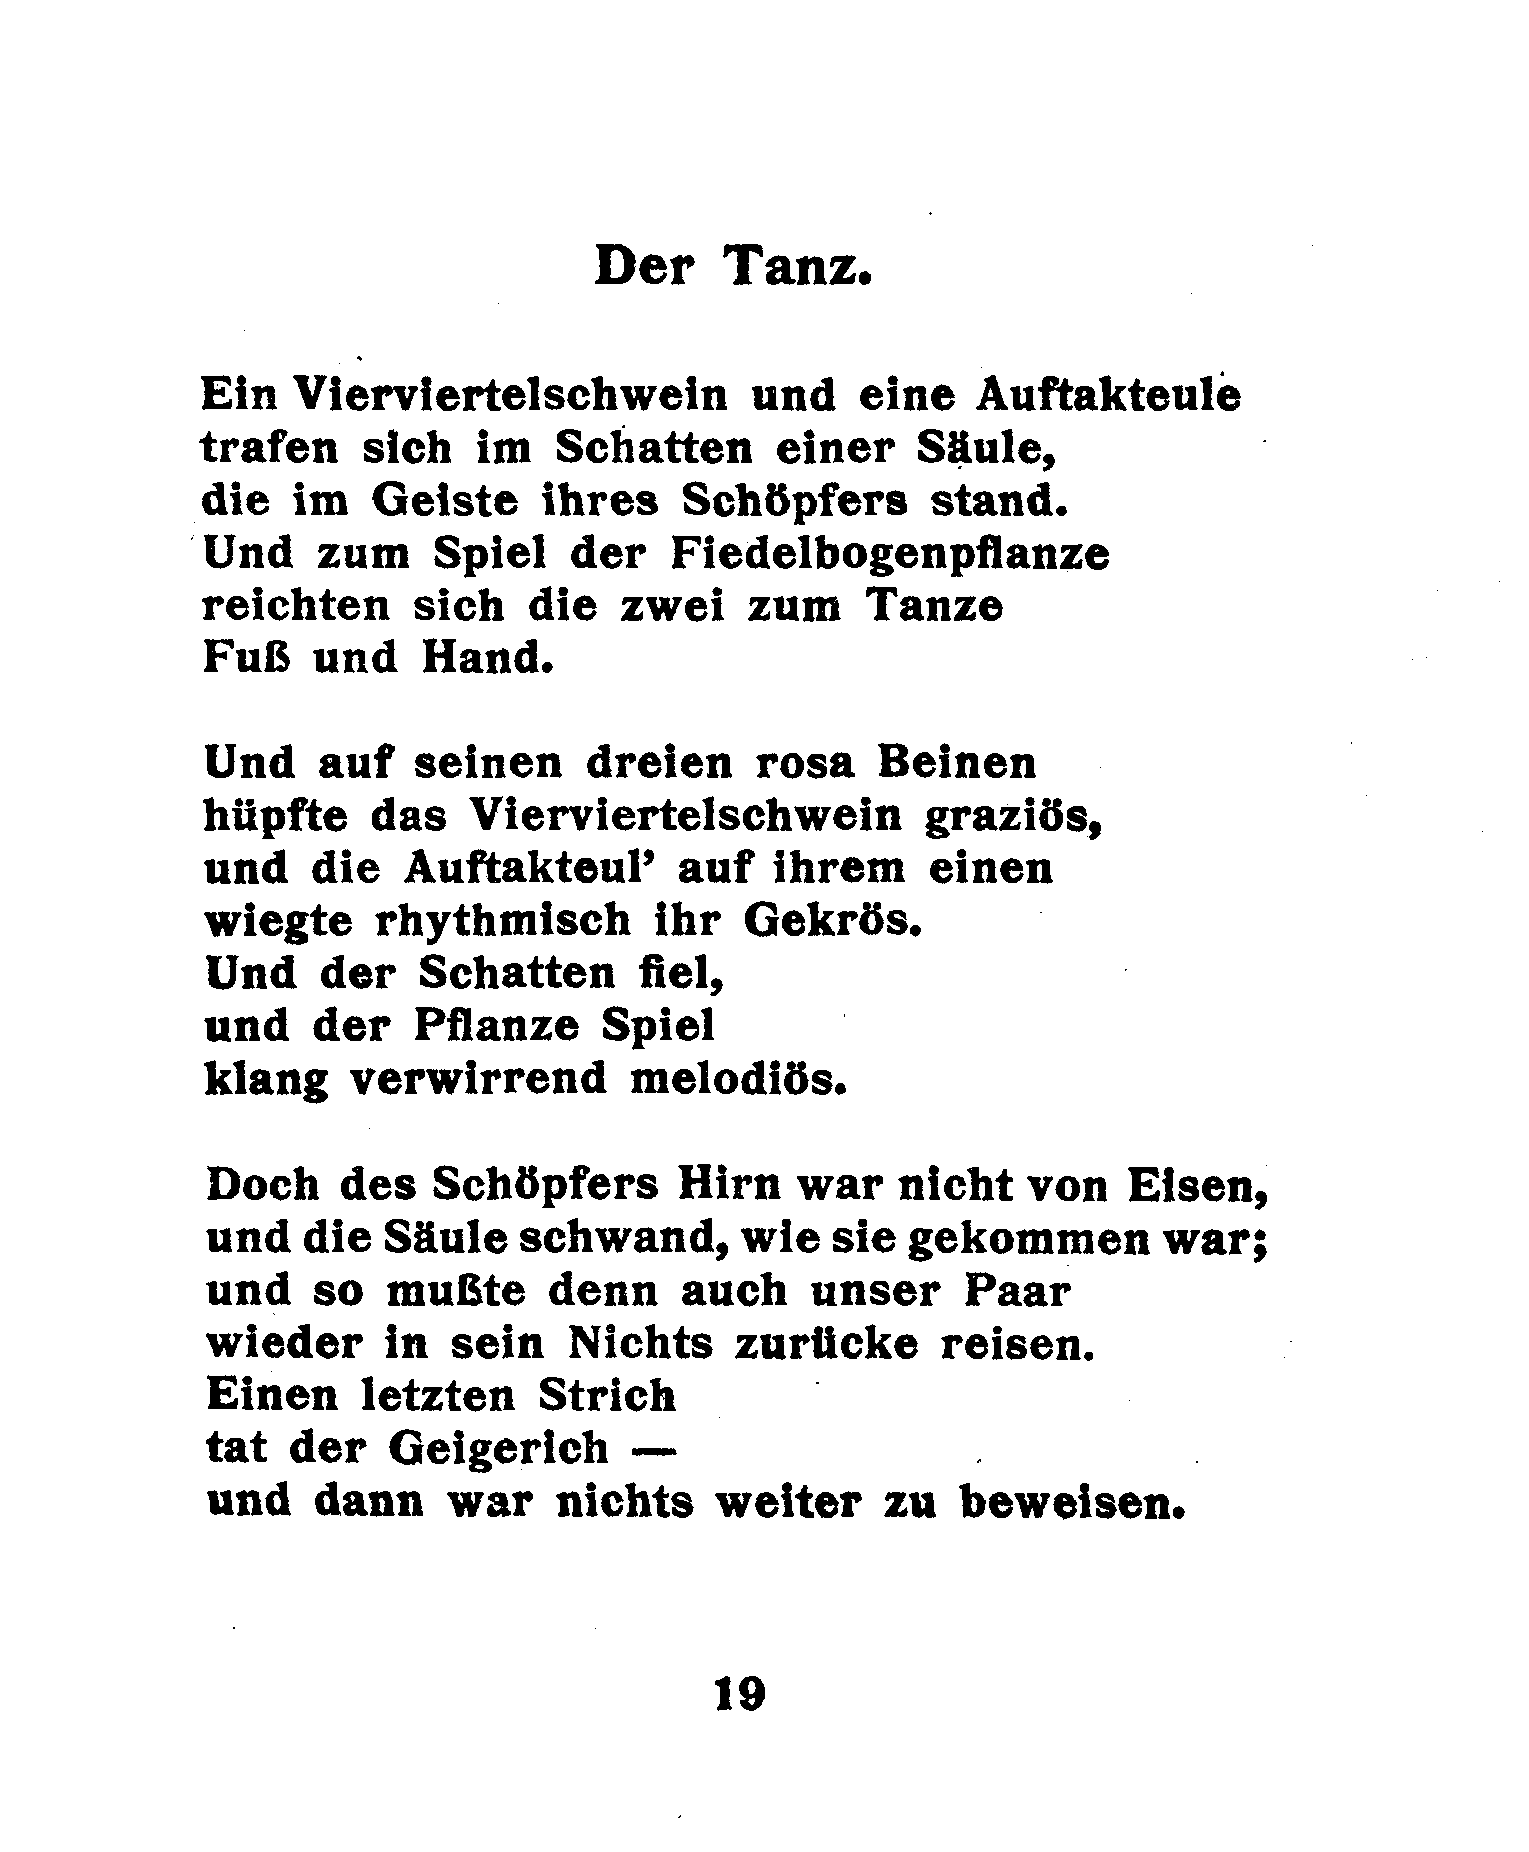 Der Tanz.
Ein Vierviertelschwein und eine Auftakteule
trafen sich im Schatten einer Säule,
die im Geiste ihres Schöpfers stand.
Und zum Spiel der Fiedelbogenpflanze
reichten sich die zwei zum Tanze
Fuß und Hand.
Und auf seinen dreien rosa Beinen
hüpfte das Vierviertelschwein graziös,
und die Auftakteul’ auf ihrem einen
wiegte rhythmisch ihr Gekrös.
Und der Schatten fiel,
und der Pflanze Spiel
klang verwirrend melodiös.
Doch des Schöpfers Hirn war nicht von Eisen,
und die Säule schwand, wie sie gekommen war;
und so mußte denn auch unser Paar
wieder in sein Nichts zurücke reisen.
Einen letzten Strich
tat der Geigerich —
und dann war nichts weiter zu beweisen.
19